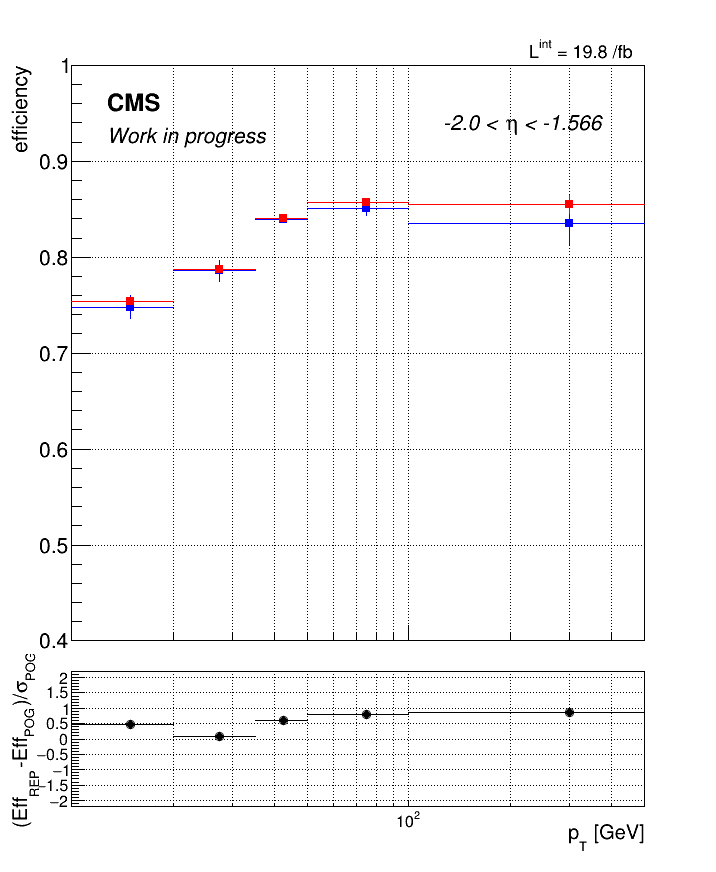 L^int = 19.8 /fb
efficiency
1
CMS
-2.0 < η < -1.566
Work in progress
0.9
0.8
0.7
0.6
0.5
0.4
(Eff_REP -Eff_POG)/σ_POG
2
1.5
1
0.5
0
−0.5
−1
−1.5
−2
10²
p_T [GeV]